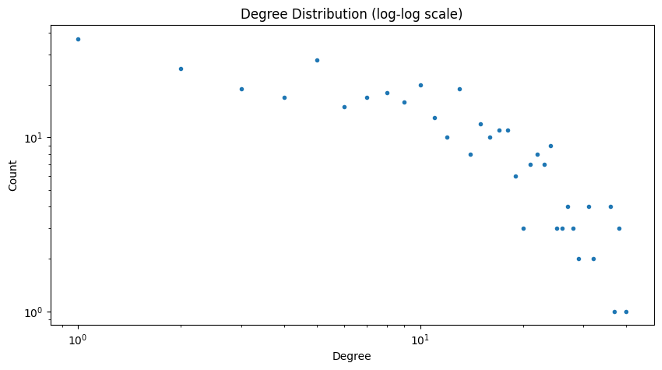 Degree Distribution (log-log scale)
Count
10¹
10⁰
10⁰
10¹
Degree